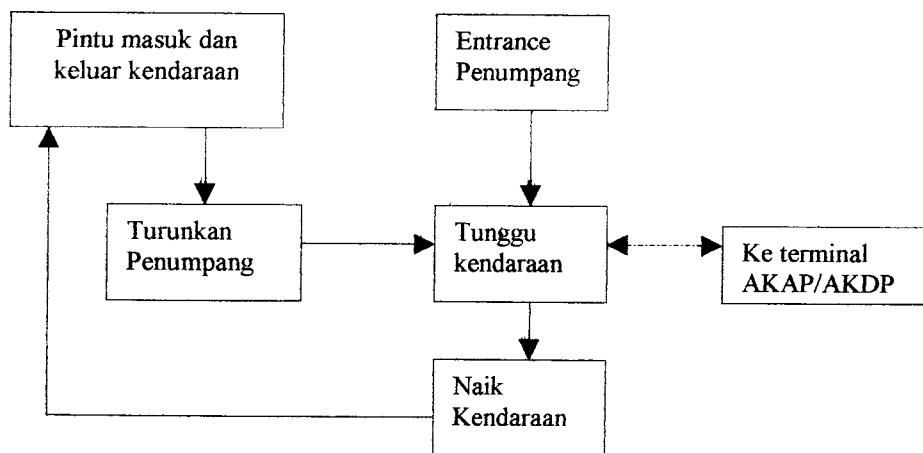 Pintu masuk dan
keluar kendaraan
Entrance
Penumpang
Turunkan
Penumpang
Tunggu
kendaraan
Ke terminal
AKAP/AKDP
Naik
Kendaraan